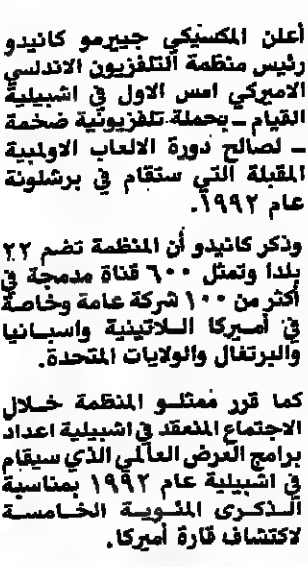 أعلن المكسيكي جييرمو كانيدو
رئيس منظمة التلفزيون الاندلسي
الاميركي امس الاول في اشبيلية
القيام ـ بحملة تلفزيونية ضخمة
ـ لصالح دورة الالعاب الاولمبية
المقبلة التي ستقام في برشلونة
عام ١٩٩٢.
وذكر كانيدو أن المنظمة تضم ٢٢
بلدا وتمثل ٦٠٠ قناة مدمجة في
أكثر من ١٠٠ شركة عامة وخاصة
في أميركا اللاتينية واسبانيا
والبرتغال والولايات المتحدة.
كما قرر ممثلو المنظمة خلال
الاجتماع المنعقد في اشبيلية اعداد
برامج العرض العالمي الذي سيقام
في اشبيلية عام ١٩٩٢ بمناسبة
الذكرى المئوية الخامسة
لاكتشاف قارة أميركا.